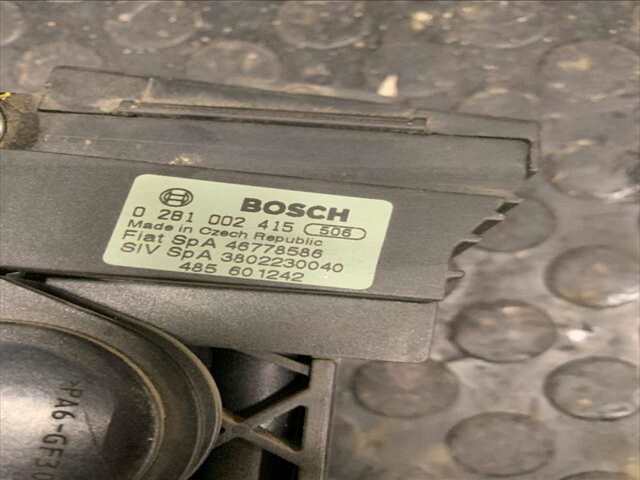 BOSCH
0 281 002 415 506
Made in Czech Republic
Fiat SpA 46778586
SIV SpA 3802230040
485 601242
>PA6-GF30